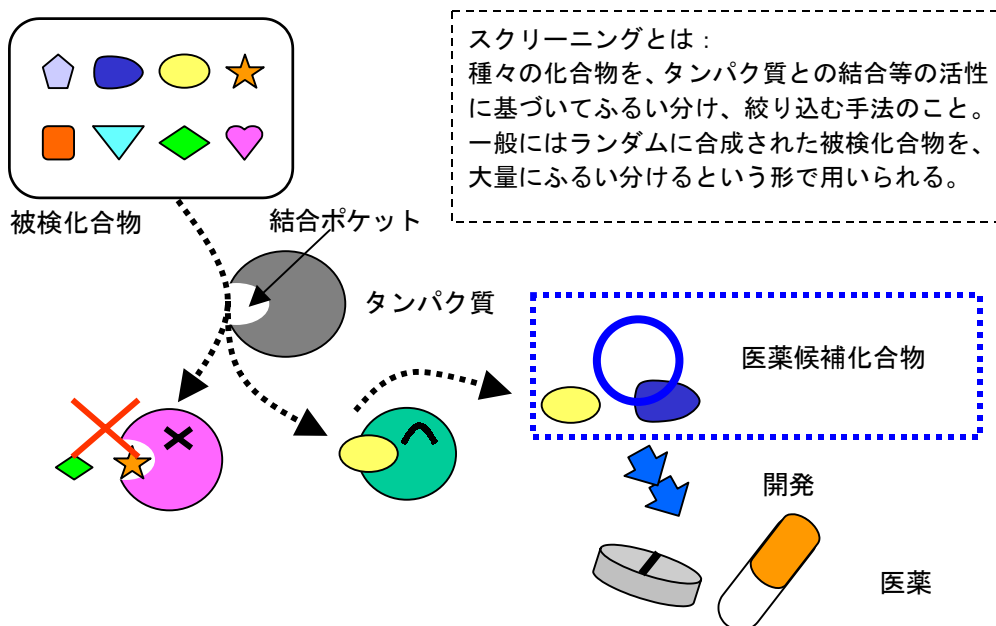 スクリーニングとは：
種々の化合物を、タンパク質との結合等の活性
に基づいてふるい分け、絞り込む手法のこと。
一般にはランダムに合成された被検化合物を、
大量にふるい分けるという形で用いられる。
被検化合物
結合ポケット
タンパク質
医薬候補化合物
開発
医薬